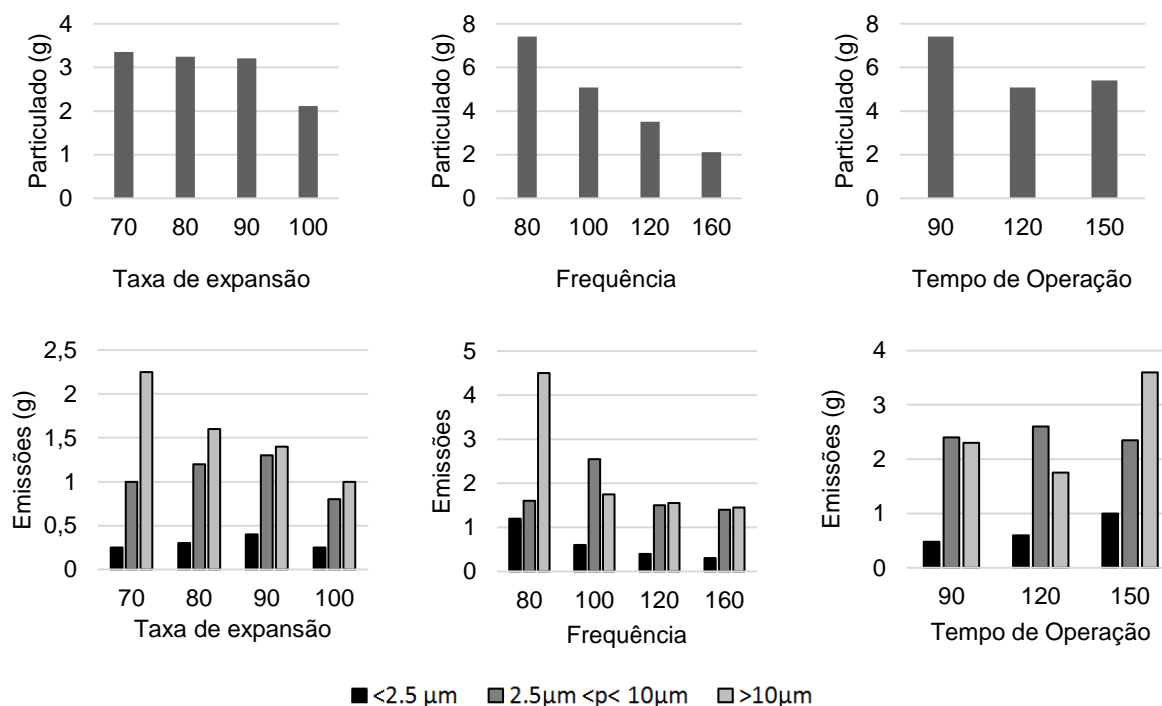 Particulado (g)
4
3
2
1
0
70 80 90 100
Taxa de expansão
Particulado (g)
8
6
4
2
0
80 100 120 160
Frequência
Particulado (g)
8
6
4
2
0
90 120 150
Tempo de Operação
Emissões (g)
2,5
2
1,5
1
0,5
0
70 80 90 100
Taxa de expansão
Emissões
5
4
3
2
1
0
80 100 120 160
Frequência
Emissões (g)
4
3
2
1
0
90 120 150
Tempo de Operação
<2.5 µm 2.5µm <p< 10µm >10µm